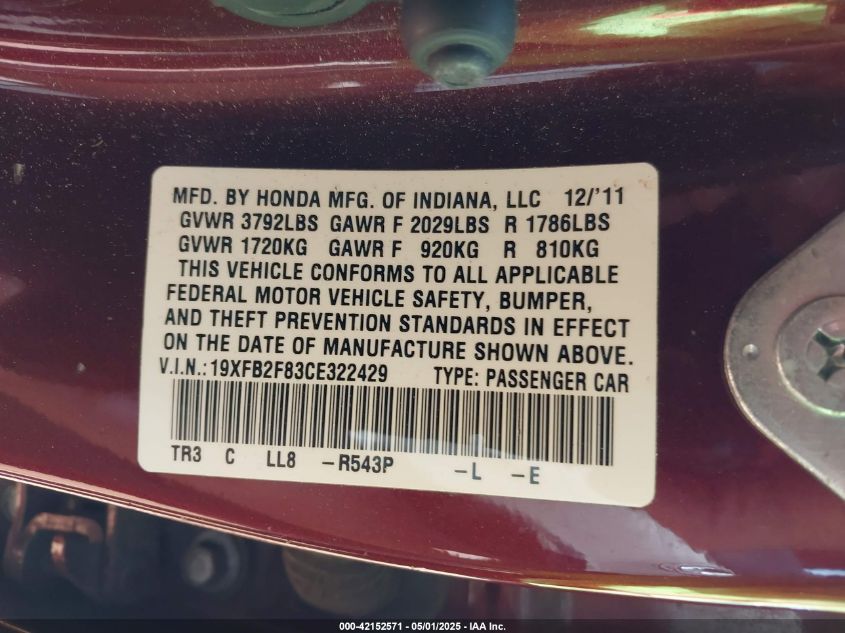 MFD. BY HONDA MFG. OF INDIANA, LLC 12/'11
GVWR 3792LBS GAWR F 2029LBS R 1786LBS
GVWR 1720KG GAWR F 920KG R 810KG
THIS VEHICLE CONFORMS TO ALL APPLICABLE
FEDERAL MOTOR VEHICLE SAFETY, BUMPER,
AND THEFT PREVENTION STANDARDS IN EFFECT
ON THE DATE OF MANUFACTURE SHOWN ABOVE.
V.I.N.:19XFB2F83CE322429 TYPE: PASSENGER CAR
TR3 C LL8 -R543P -L -E
000-42152571 - 05/01/2025 - IAA Inc.